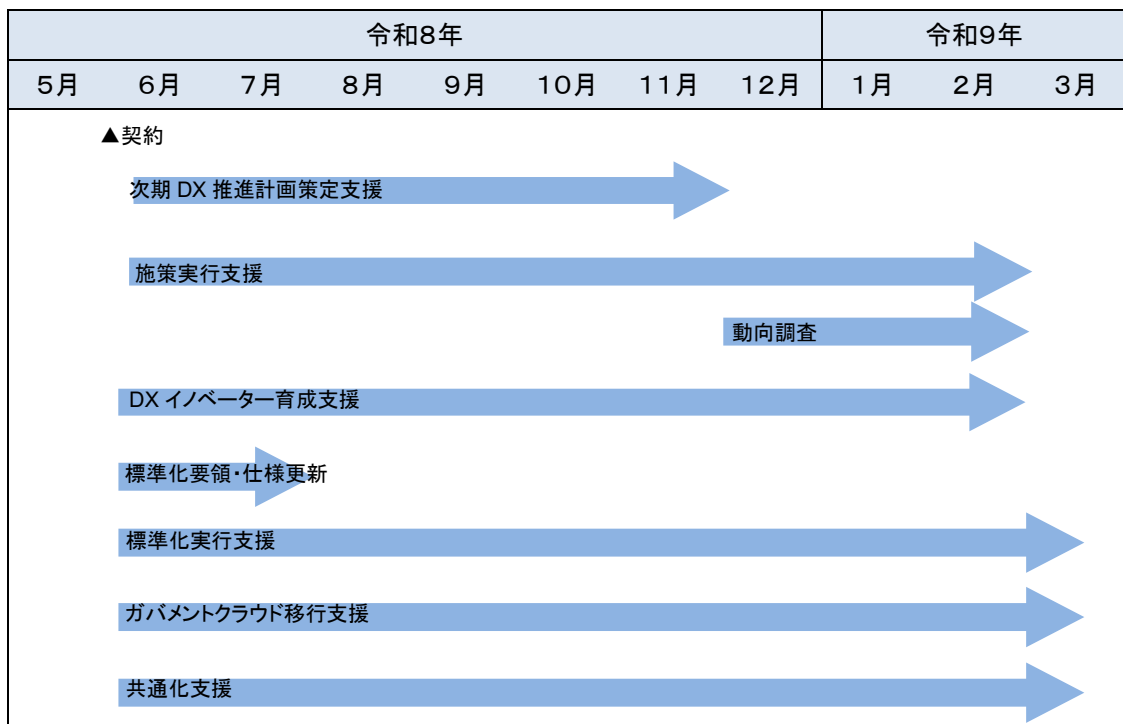 令和8年 令和9年
5月 6月 7月 8月 9月 10月 11月 12月 1月 2月 3月
▲契約
次期 DX 推進計画策定支援
施策実行支援
動向調査
DX イノベーター育成支援
標準化要領・仕様更新
標準化実行支援
ガバメントクラウド移行支援
共通化支援